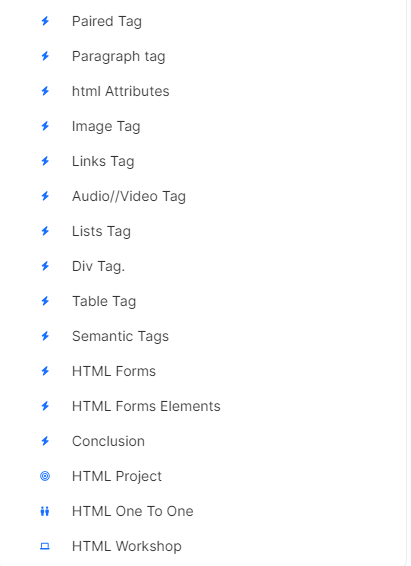 Paired Tag
Paragraph tag
html Attributes
Image Tag
Links Tag
Audio//Video Tag
Lists Tag
Div Tag.
Table Tag
Semantic Tags
HTML Forms
HTML Forms Elements
Conclusion
HTML Project
HTML One To One
HTML Workshop